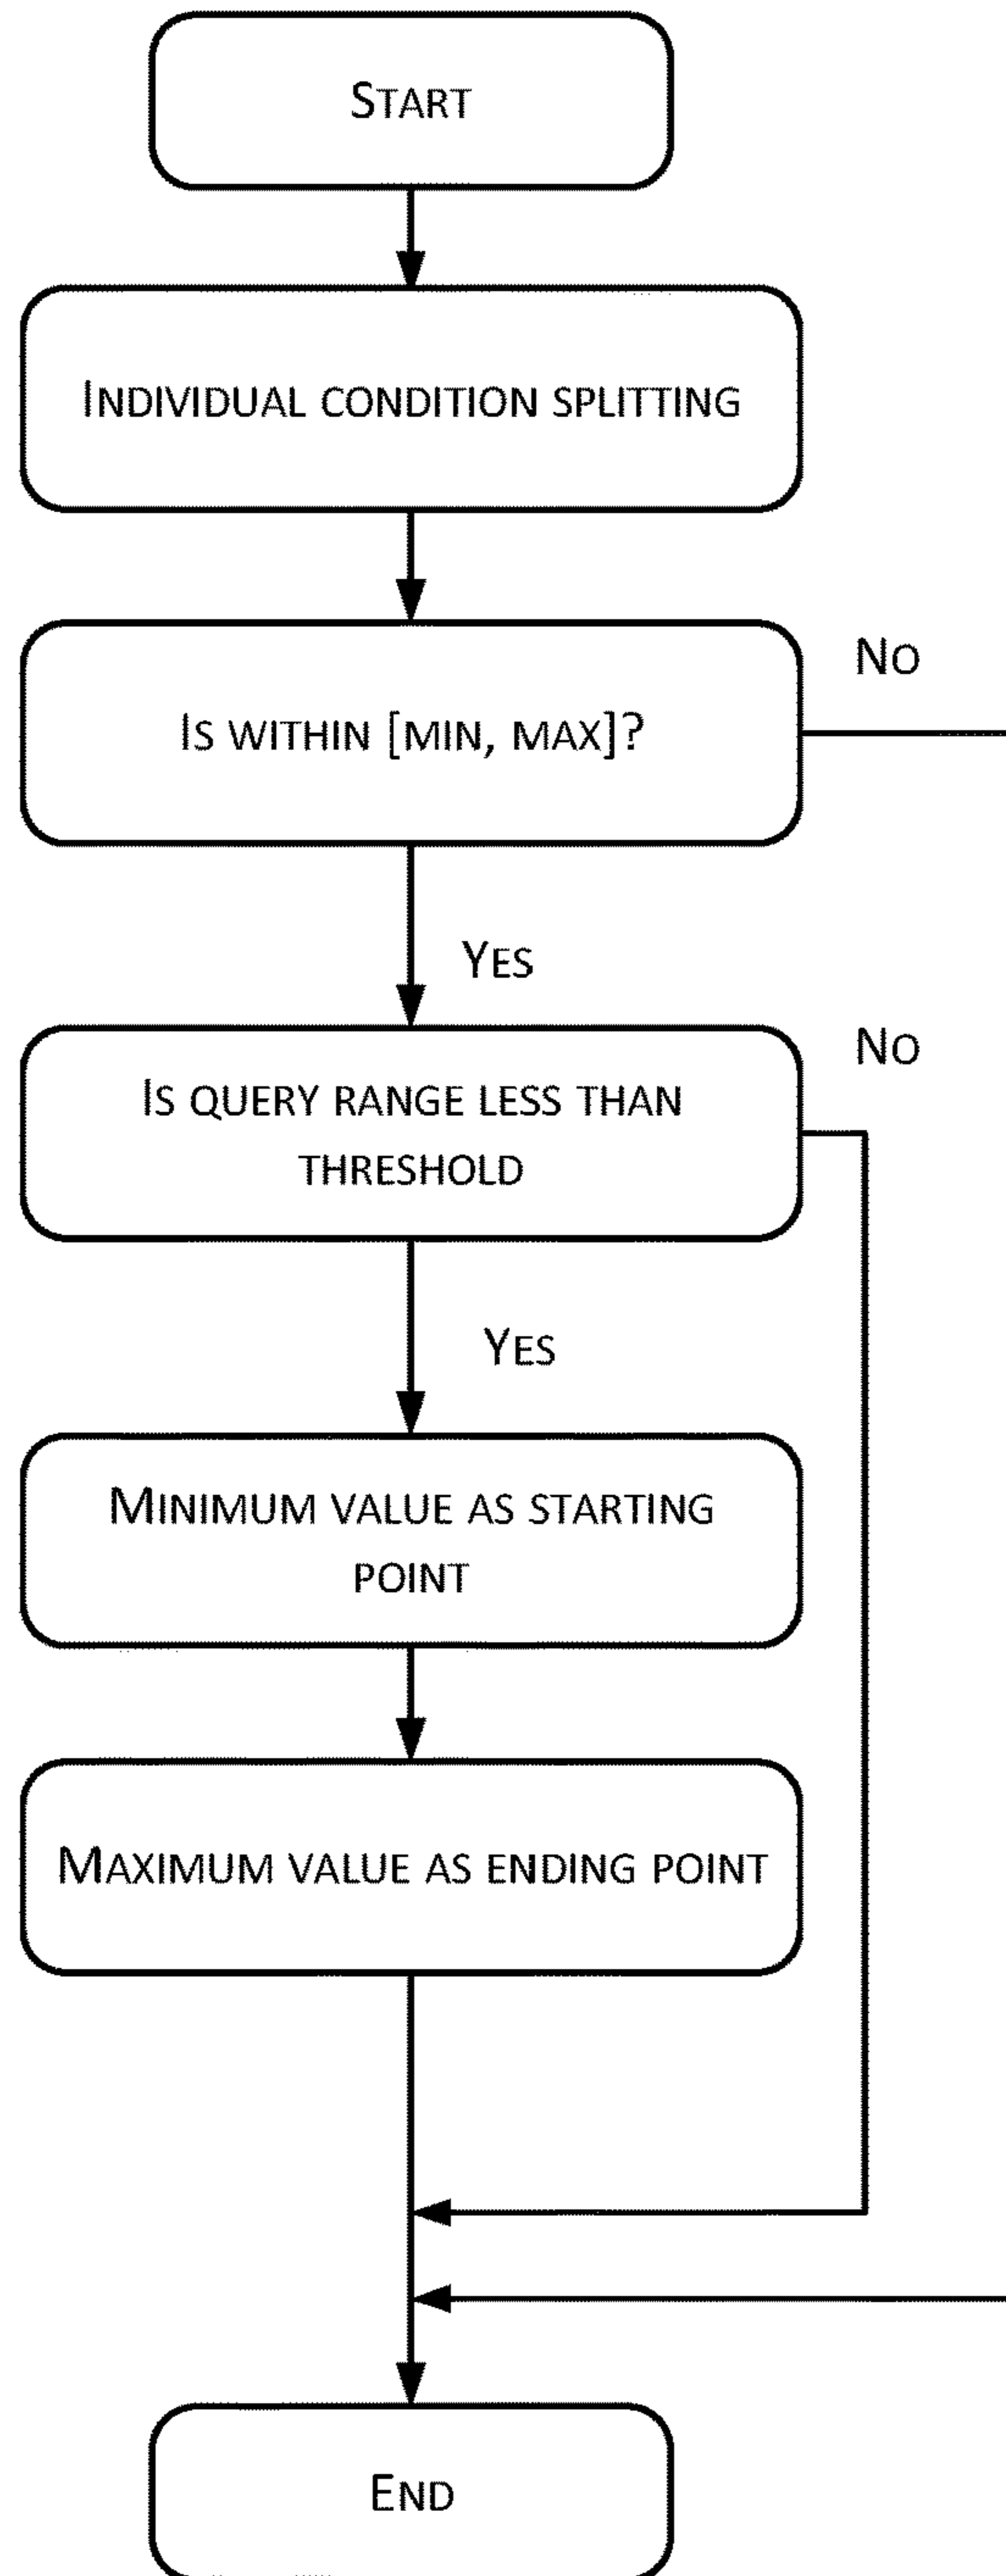 START
INDIVIDUAL CONDITION SPLITTING
NO
IS WITHIN [MIN, MAX]?
YES
NO
IS QUERY RANGE LESS THAN
THRESHOLD
YES
MINIMUM VALUE AS STARTING
POINT
MAXIMUM VALUE AS ENDING POINT
END